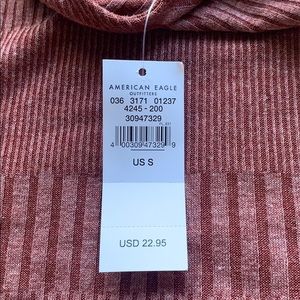 AMERICAN EAGLE
OUTFITTERS
036 3171 01237
4245 - 200
30947329
4 00309 47329 9
US S
USD 22.95